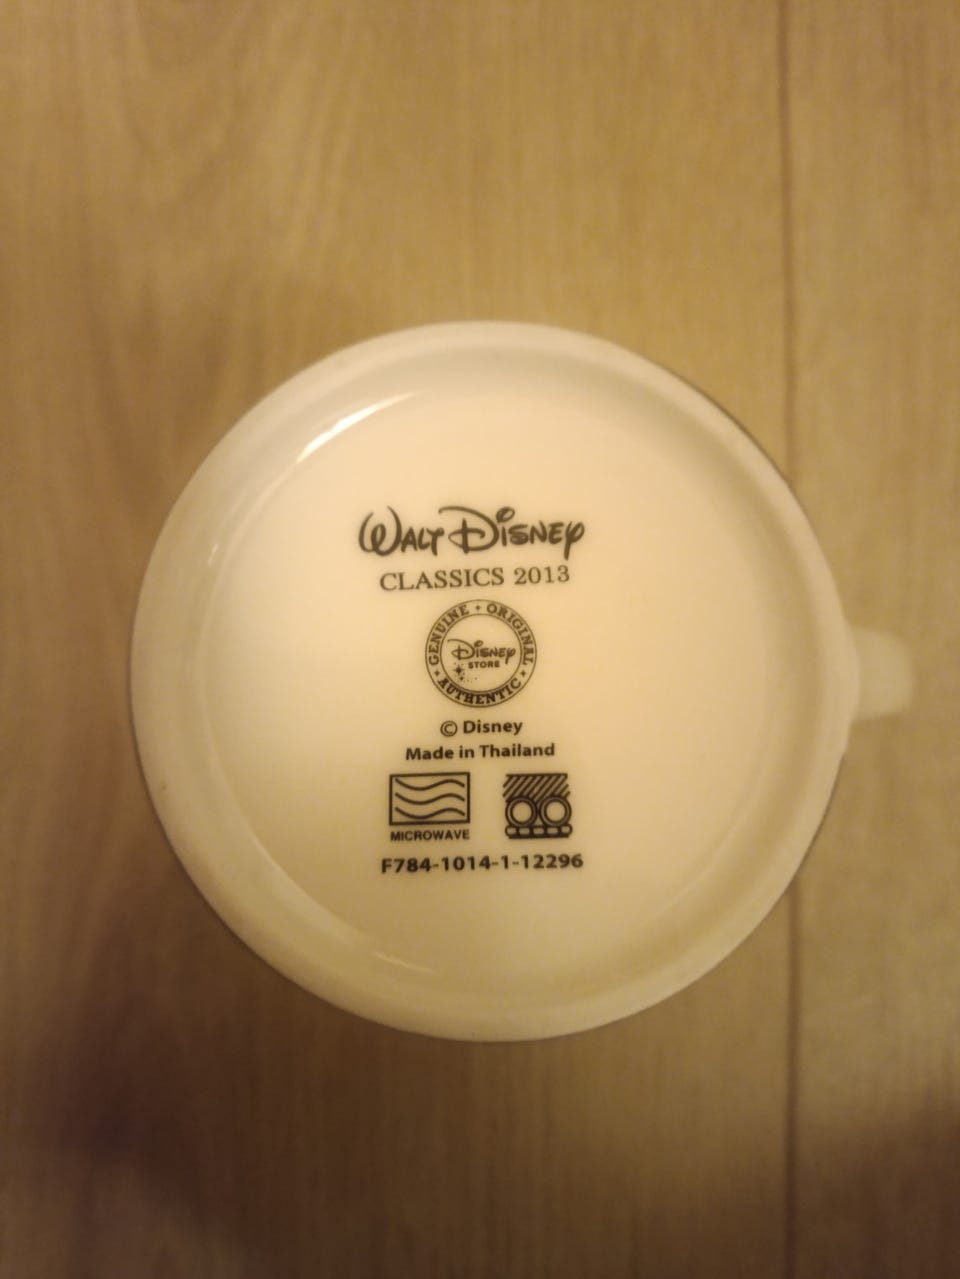 WALT DISNEY
CLASSICS 2013
GENUINE • ORIGINAL
DISNEY
STORE
• AUTHENTIC •
© Disney
Made in Thailand
MICROWAVE
F784-1014-1-12296